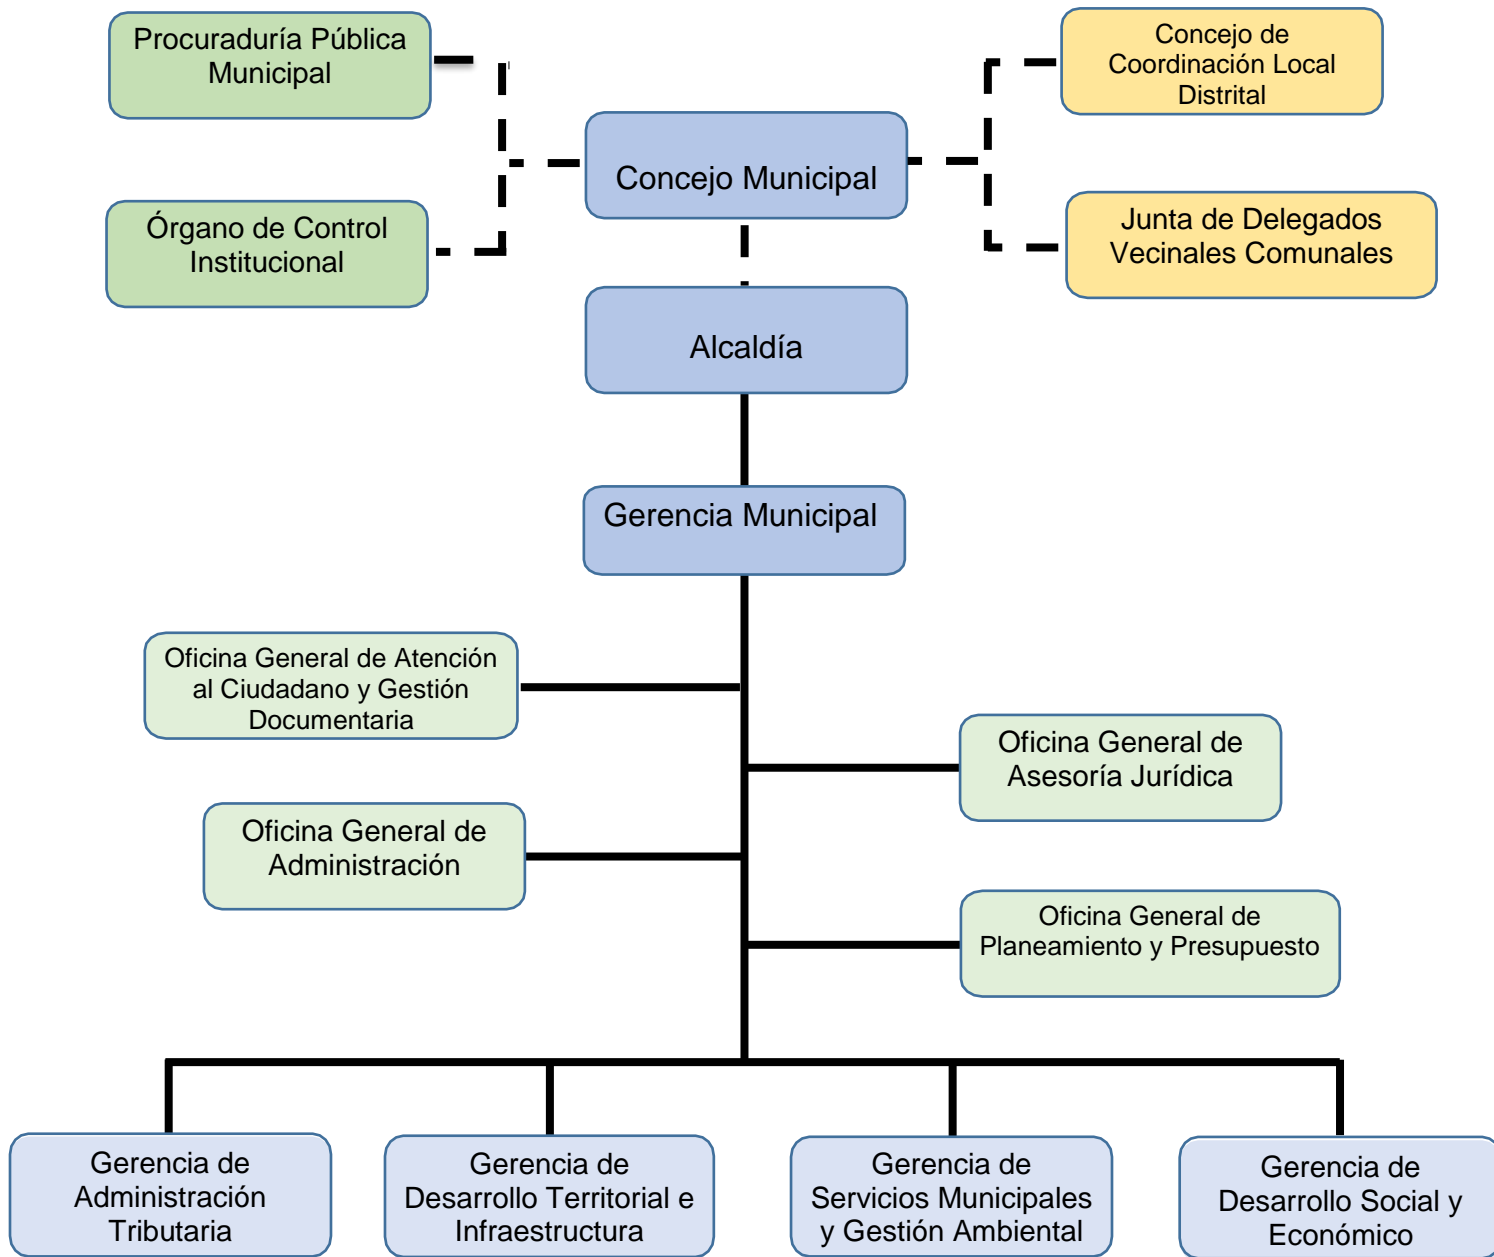 Procuraduría Pública
Municipal
Concejo de
Coordinación Local
Distrital
Concejo Municipal
Órgano de Control
Institucional
Junta de Delegados
Vecinales Comunales
Alcaldía
Gerencia Municipal
Oficina General de Atención
al Ciudadano y Gestión
Documentaria
Oficina General de
Asesoría Jurídica
Oficina General de
Administración
Oficina General de
Planeamiento y Presupuesto
Gerencia de
Administración
Tributaria
Gerencia de
Desarrollo Territorial e
Infraestructura
Gerencia de
Servicios Municipales
y Gestión Ambiental
Gerencia de
Desarrollo Social y
Económico